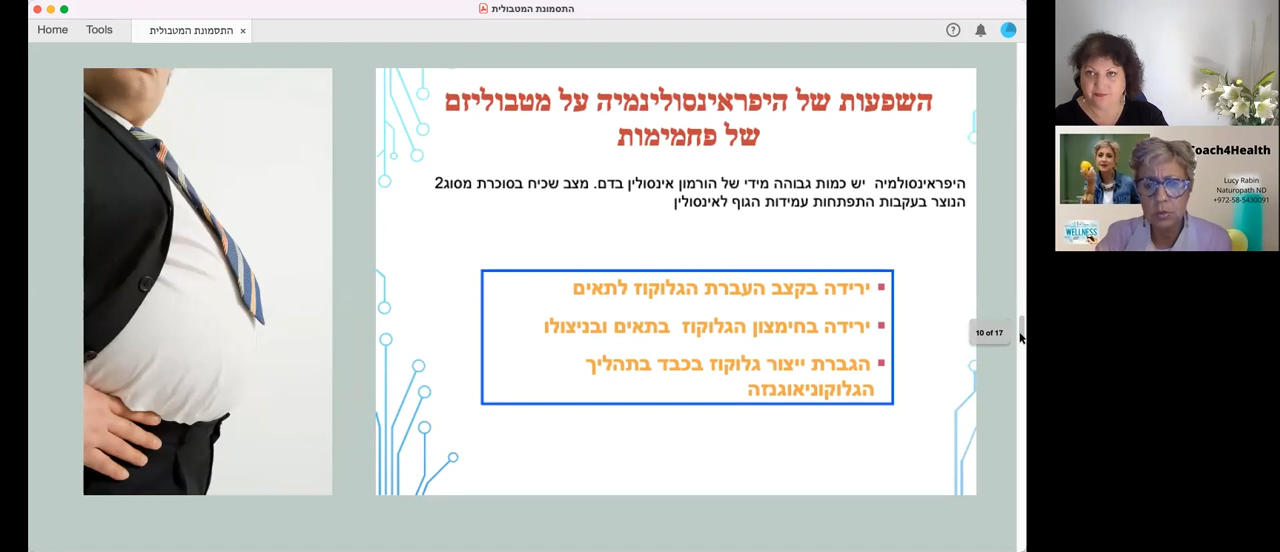 התסמונת המטבולית
Home
Tools
התסמונת המטבולית ×
השפעות של היפראינסולינמיה על מטבוליזם
של פחמימות
היפראינסולמיה יש כמות גבוהה מידי של הורמון אינסולין בדם. מצב שכיח בסוכרת מסוג2
הנוצר בעקבות התפתחות עמידות הגוף לאינסולין
▪ ירידה בקצב העברת הגלוקוז לתאים
▪ ירידה בחימצון הגלוקוז בתאים ובניצולו
▪ הגברת ייצור גלוקוז בכבד בתהליך
הגלוקוניאוגנזה
10 of 17
Coach4Health
Lucy Rabin
Naturopath ND
+972-58-5430091
WELLNESS